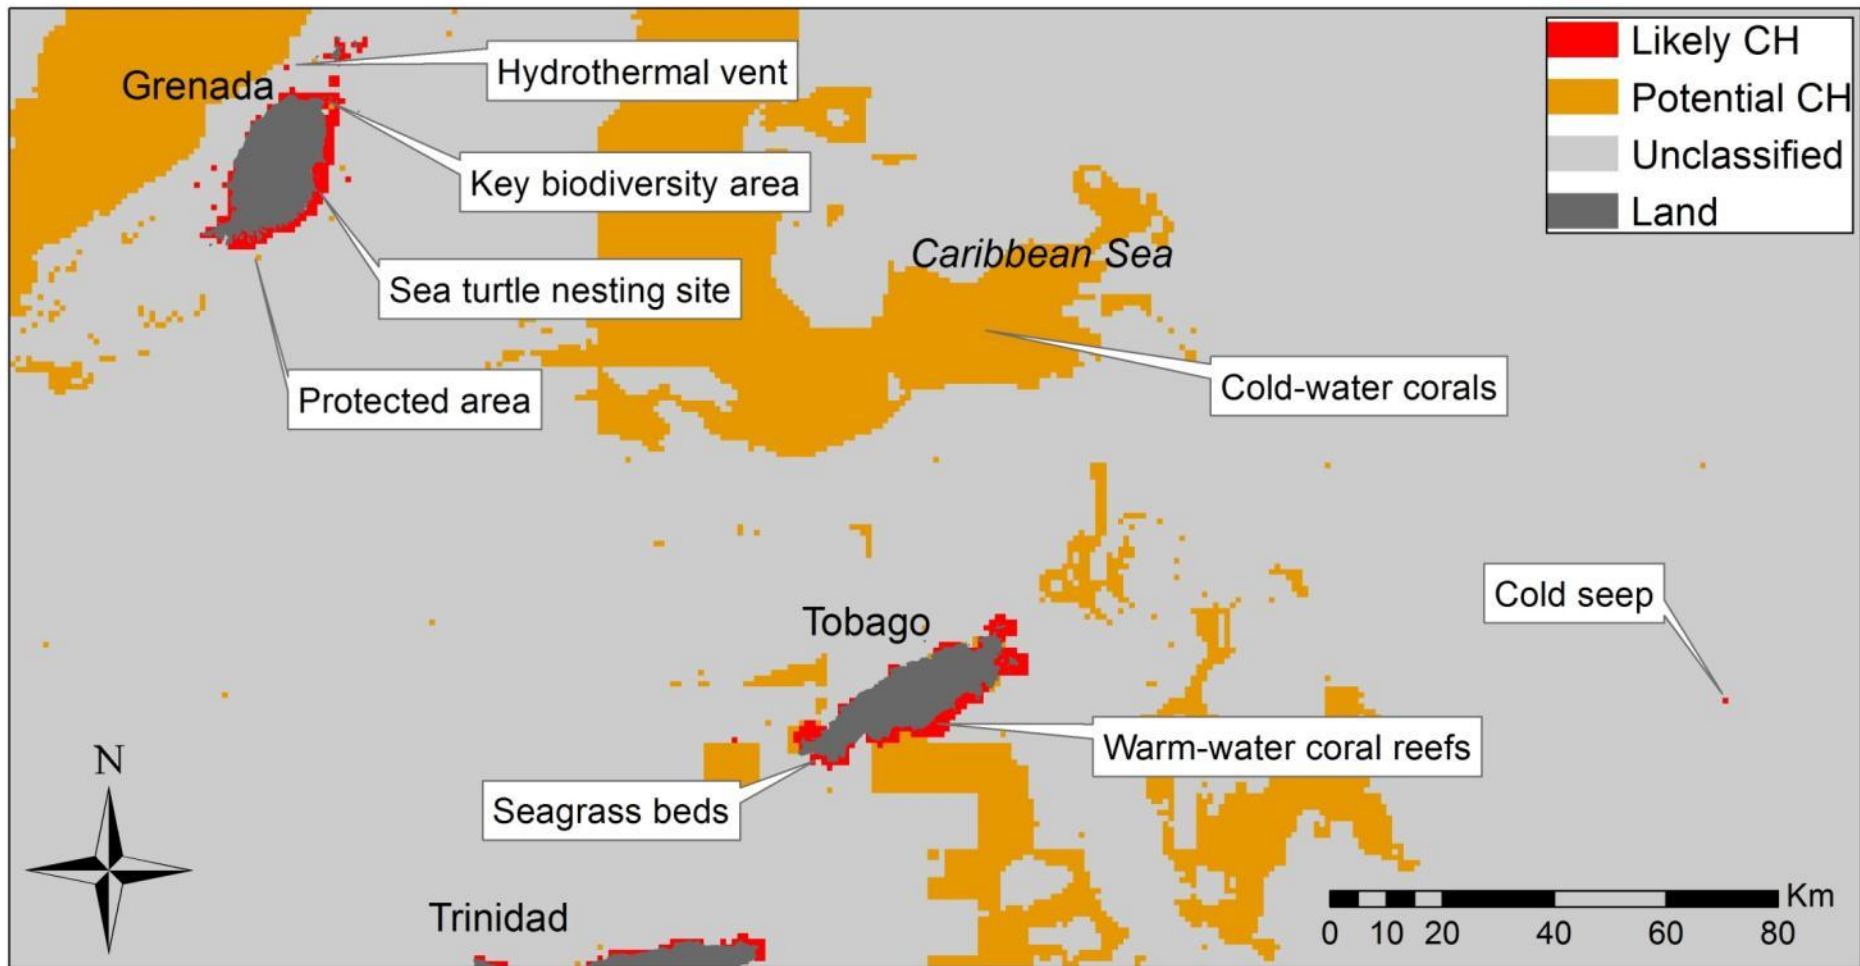 Likely CH
Potential CH
Unclassified
Land
Hydrothermal vent
Grenada
Key biodiversity area
Caribbean Sea
Sea turtle nesting site
Protected area
Cold-water corals
Cold seep
Tobago
Warm-water coral reefs
Seagrass beds
N
Trinidad
Km
0 10 20 40 60 80